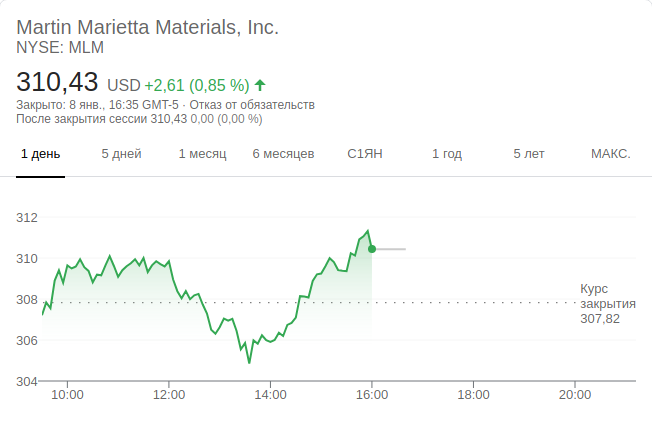 Martin Marietta Materials, Inc.
NYSE: MLM
310,43 USD +2,61 (0,85 %)
Закрыто: 8 янв., 16:35 GMT-5 · Отказ от обязательств
После закрытия сессии 310,43 0,00 (0,00 %)
1 день 5 дней 1 месяц 6 месяцев С1ЯН 1 год 5 лет МАКС.
312
310
308
306
304
Курс
закрытия
307,82
10:00 12:00 14:00 16:00 18:00 20:00